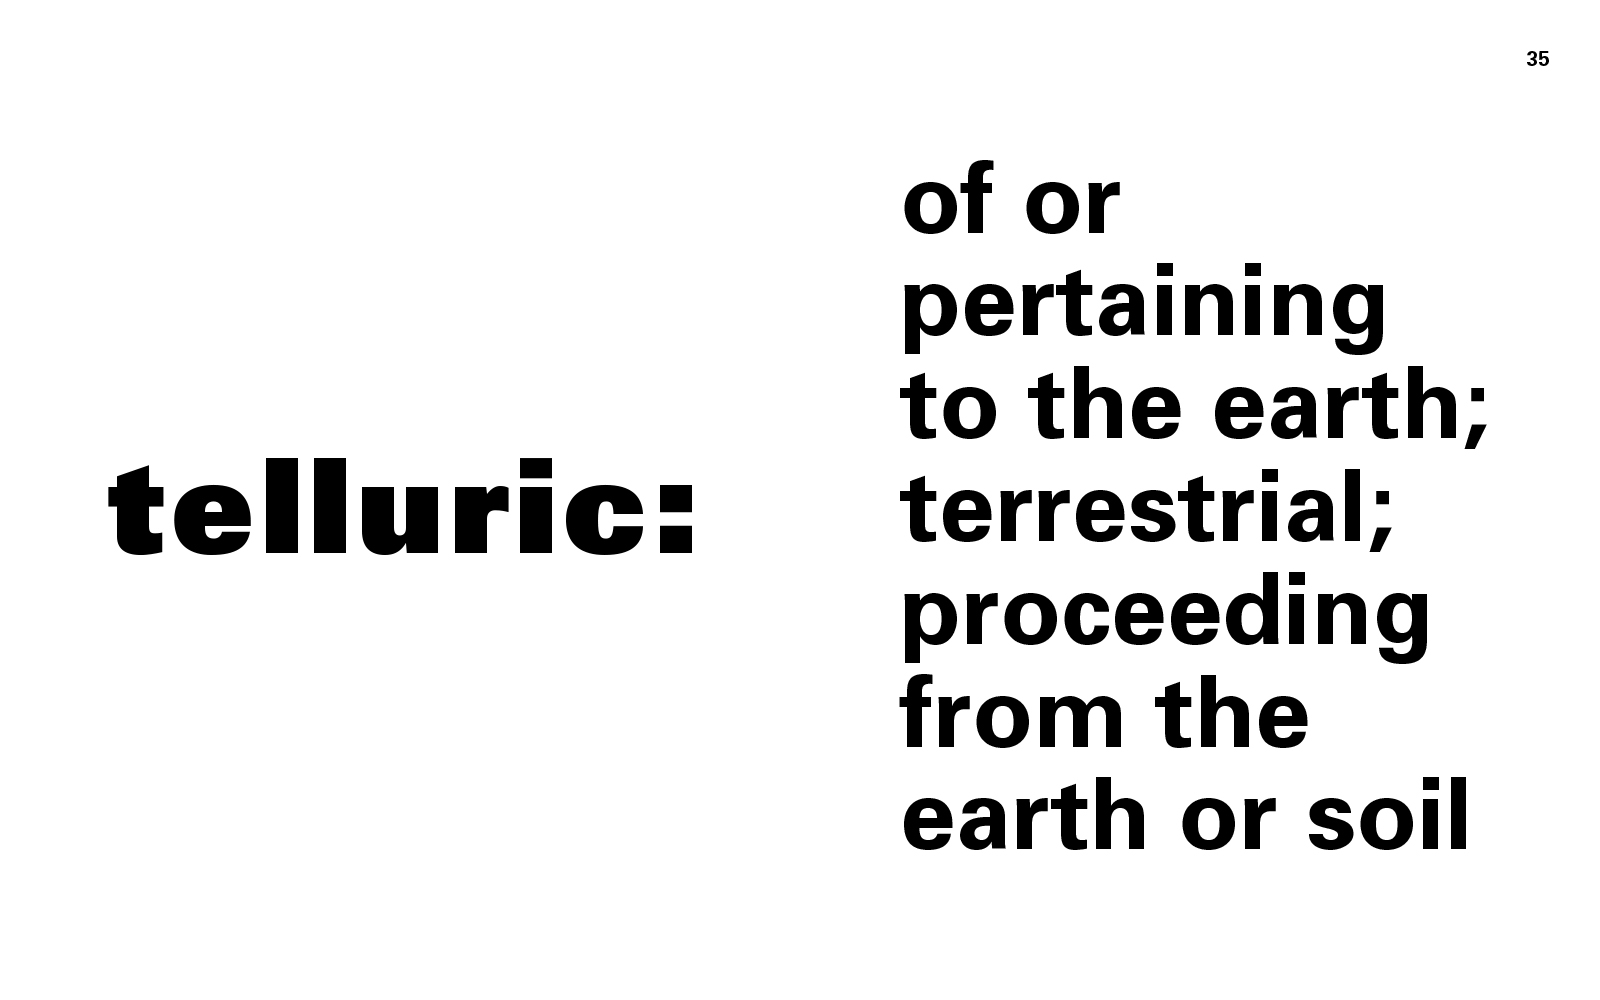 35
telluric:
of or
pertaining
to the earth;
terrestrial;
proceeding
from the
earth or soil